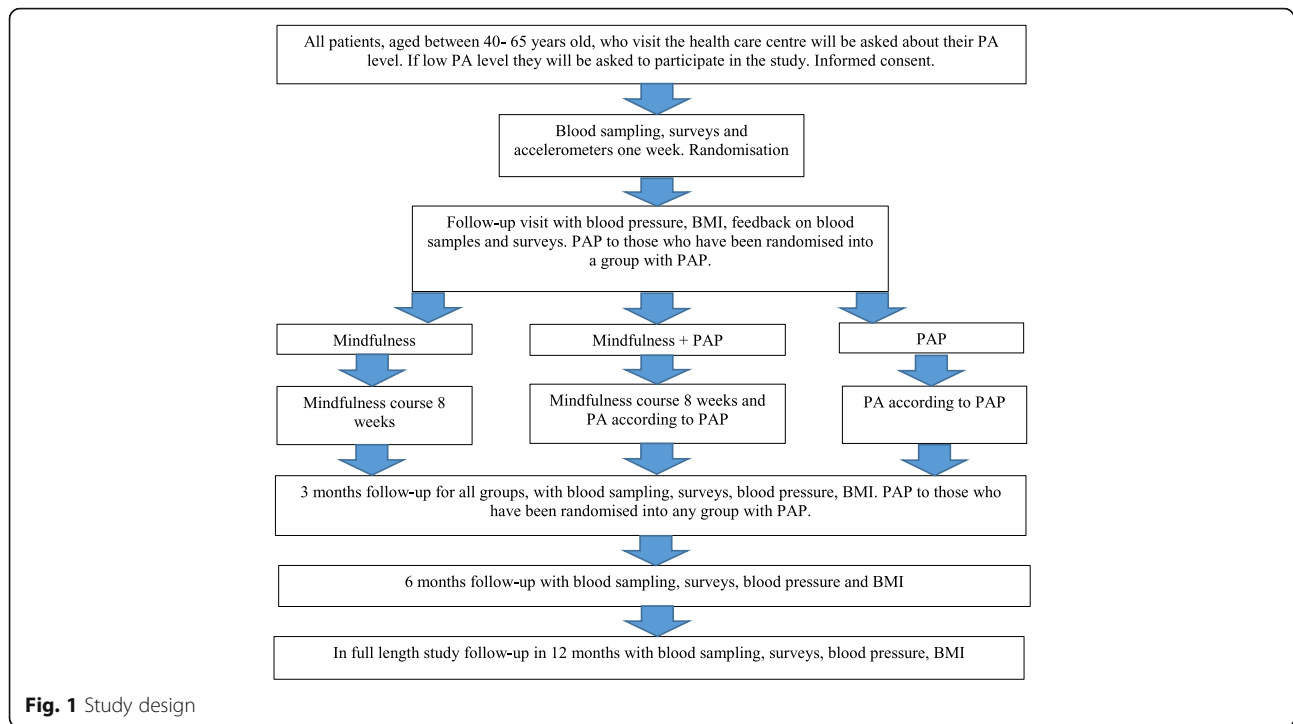 All patients, aged between 40- 65 years old, who visit the health care centre will be asked about their PA
level. If low PA level they will be asked to participate in the study. Informed consent.
Blood sampling, surveys and
accelerometers one week. Randomisation
Follow-up visit with blood pressure, BMI, feedback on blood
samples and surveys. PAP to those who have been randomised into
a group with PAP.
Mindfulness
Mindfulness + PAP
PAP
Mindfulness course 8
weeks
Mindfulness course 8 weeks and
PA according to PAP
PA according to PAP
3 months follow-up for all groups, with blood sampling, surveys, blood pressure, BMI. PAP to those who
have been randomised into any group with PAP.
6 months follow-up with blood sampling, surveys, blood pressure and BMI
In full length study follow-up in 12 months with blood sampling, surveys, blood pressure, BMI
Fig. 1 Study design